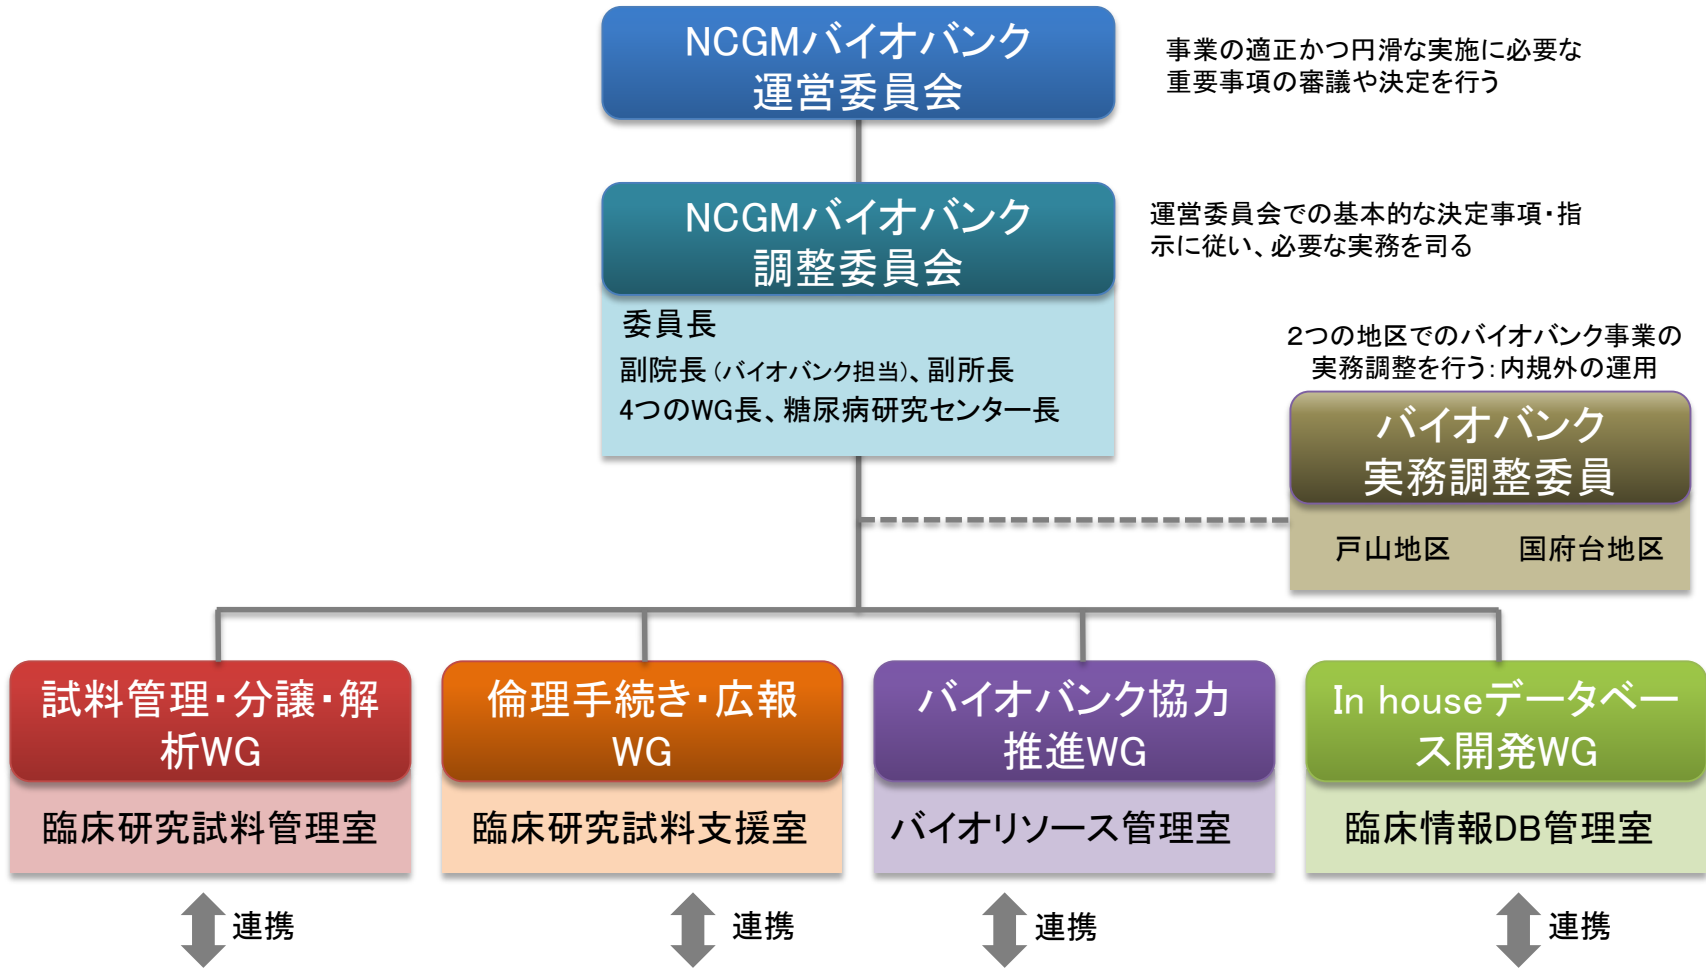 NCGMバイオバンク
運営委員会
事業の適正かつ円滑な実施に必要な
重要事項の審議や決定を行う
NCGMバイオバンク
調整委員会
運営委員会での基本的な決定事項・指
示に従い、必要な実務を司る
委員長
副院長（バイオバンク担当）、副所長
4つのWG長、糖尿病研究センター長
２つの地区でのバイオバンク事業の
実務調整を行う：内規外の運用
バイオバンク
実務調整委員
戸山地区 国府台地区
試料管理・分譲・解
析WG
臨床研究試料管理室
倫理手続き・広報
WG
臨床研究試料支援室
バイオバンク協力
推進WG
バイオリソース管理室
In houseデータベー
ス開発WG
臨床情報DB管理室
連携
連携
連携
連携